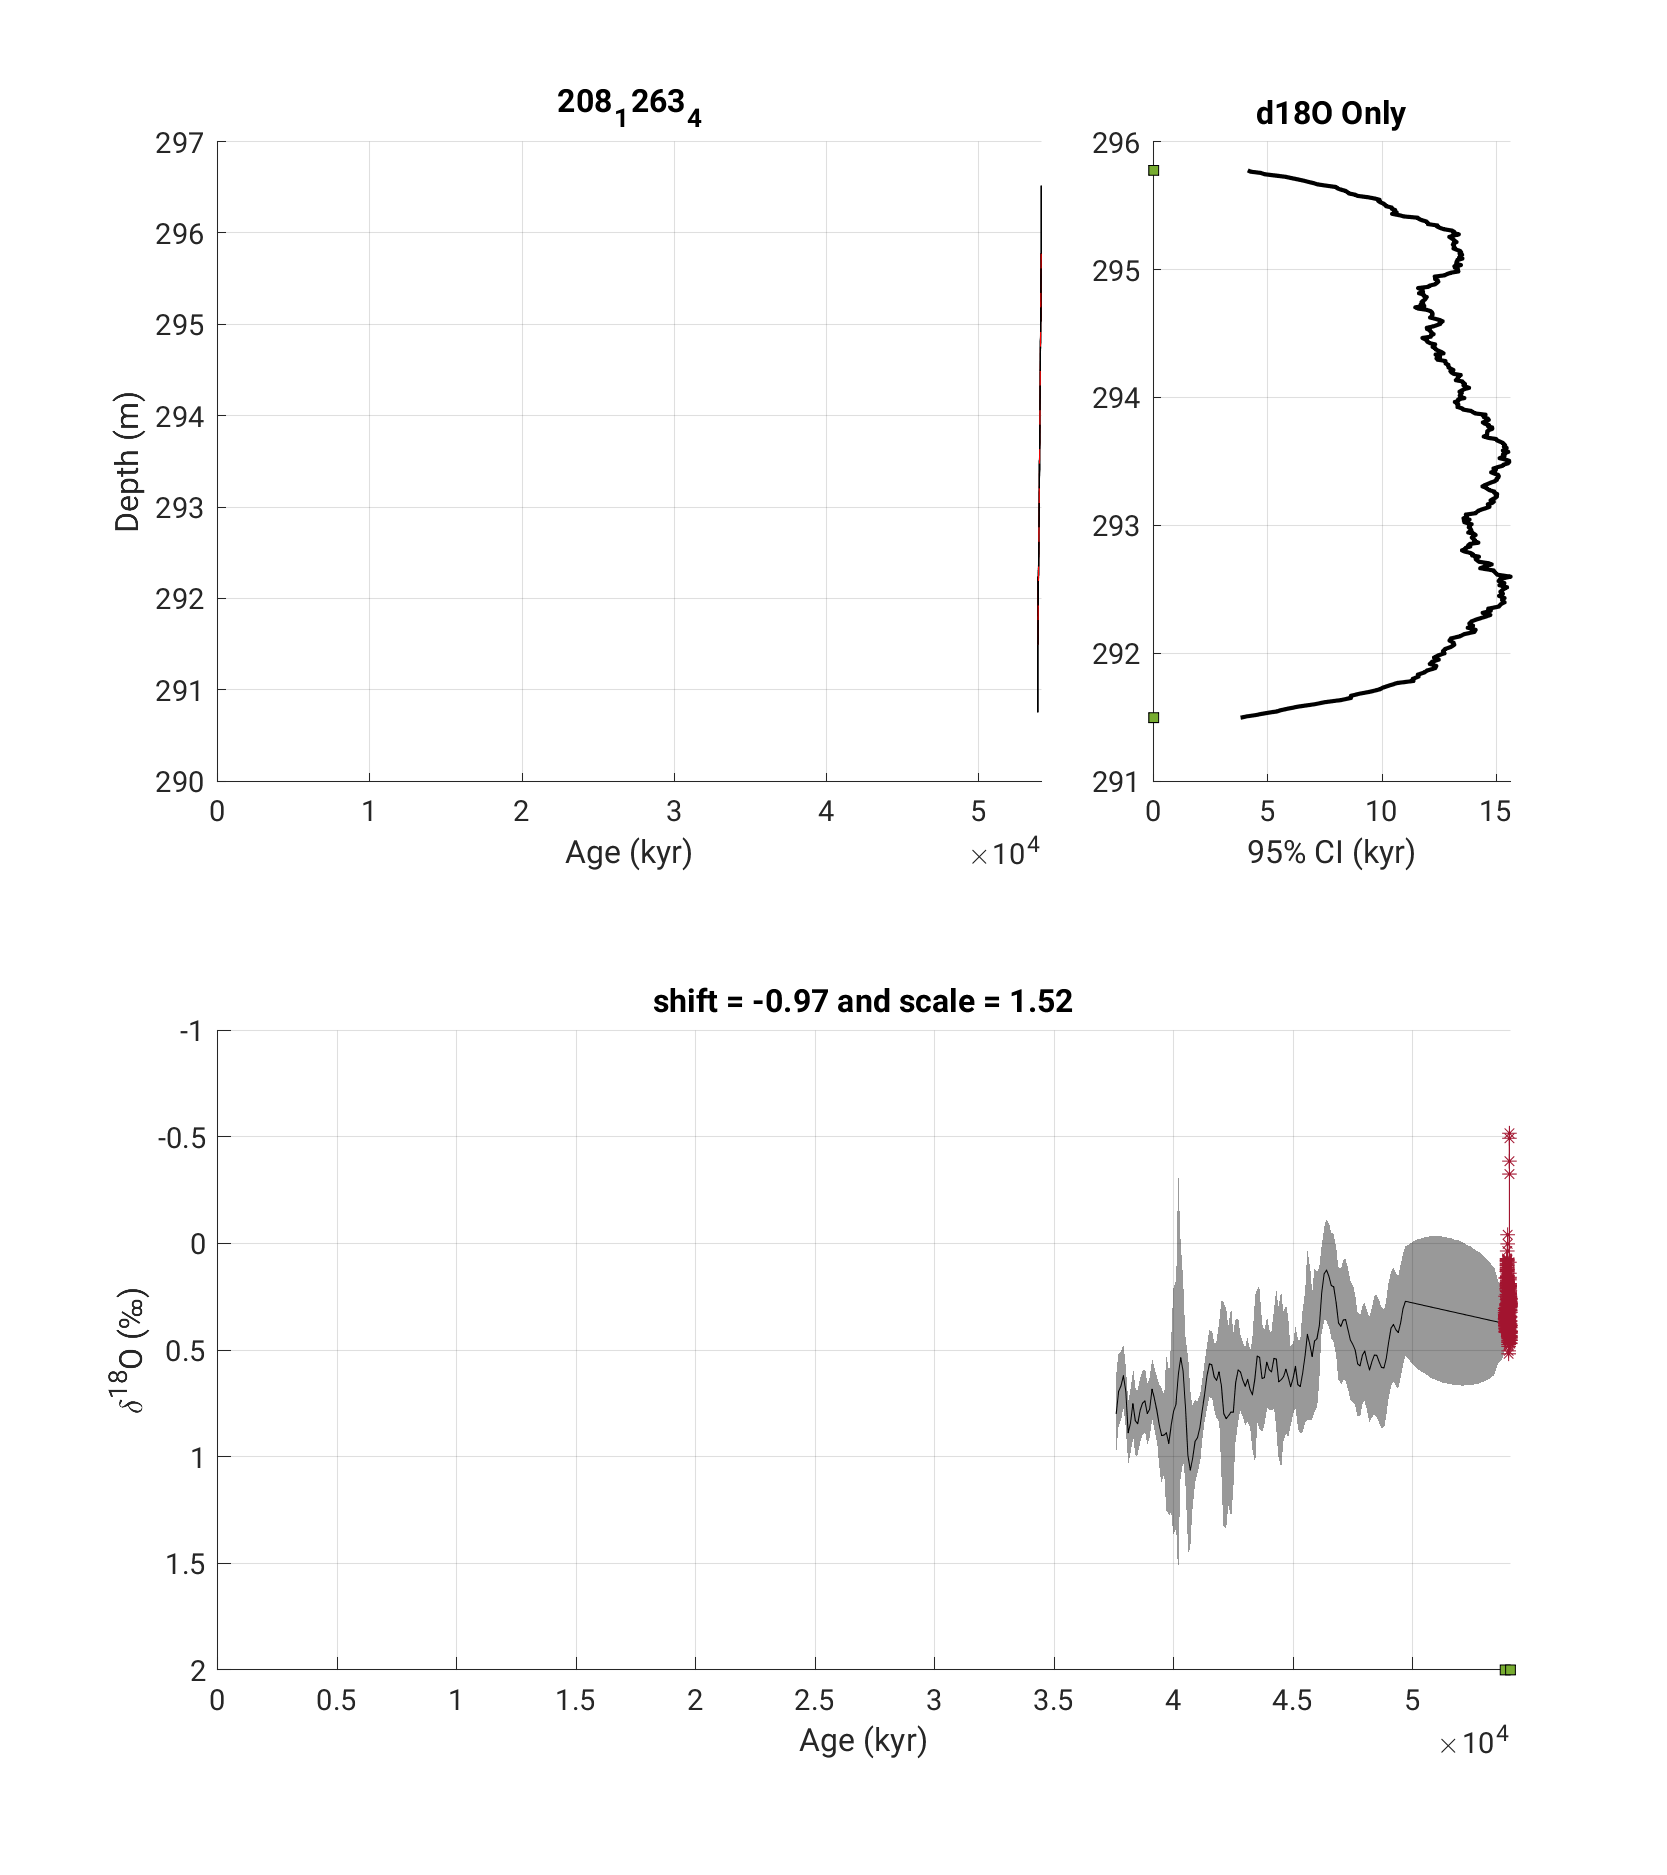 208₁263₄
297
296
295
294
293
292
291
290
Depth (m)
0 1 2 3 4 5
Age (kyr)
×10⁴
d18O Only
296
295
294
293
292
291
0 5 10 15
95% CI (kyr)
shift = -0.97 and scale = 1.52
-1
-0.5
0
0.5
1
1.5
2
δ¹⁸O (‰)
0 0.5 1 1.5 2 2.5 3 3.5 4 4.5 5
Age (kyr)
×10⁴